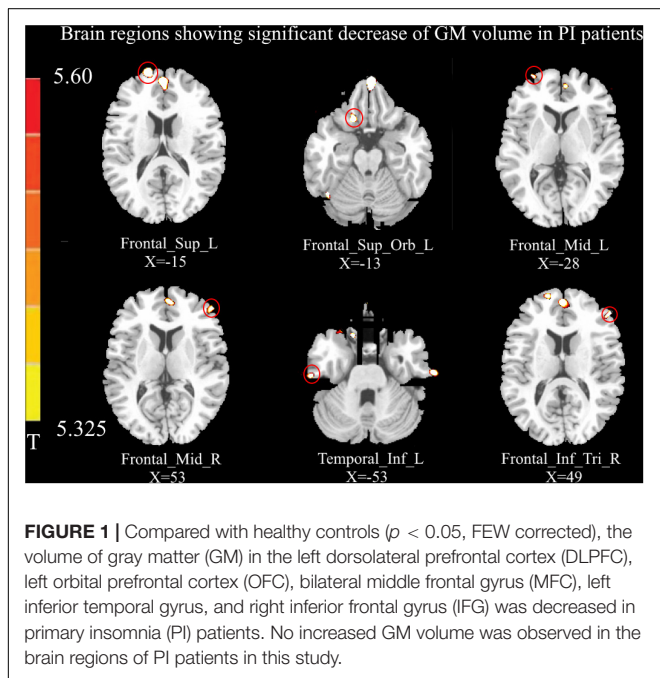 Brain regions showing significant decrease of GM volume in PI patients
5.60
Frontal_Sup_L
X=-15
Frontal_Sup_Orb_L
X=-13
Frontal_Mid_L
X=-28
5.325
T
Frontal_Mid_R
X=53
Temporal_Inf_L
X=-53
Frontal_Inf_Tri_R
X=49
FIGURE 1 | Compared with healthy controls (p < 0.05, FEW corrected), the
volume of gray matter (GM) in the left dorsolateral prefrontal cortex (DLPFC),
left orbital prefrontal cortex (OFC), bilateral middle frontal gyrus (MFC), left
inferior temporal gyrus, and right inferior frontal gyrus (IFG) was decreased in
primary insomnia (PI) patients. No increased GM volume was observed in the
brain regions of PI patients in this study.